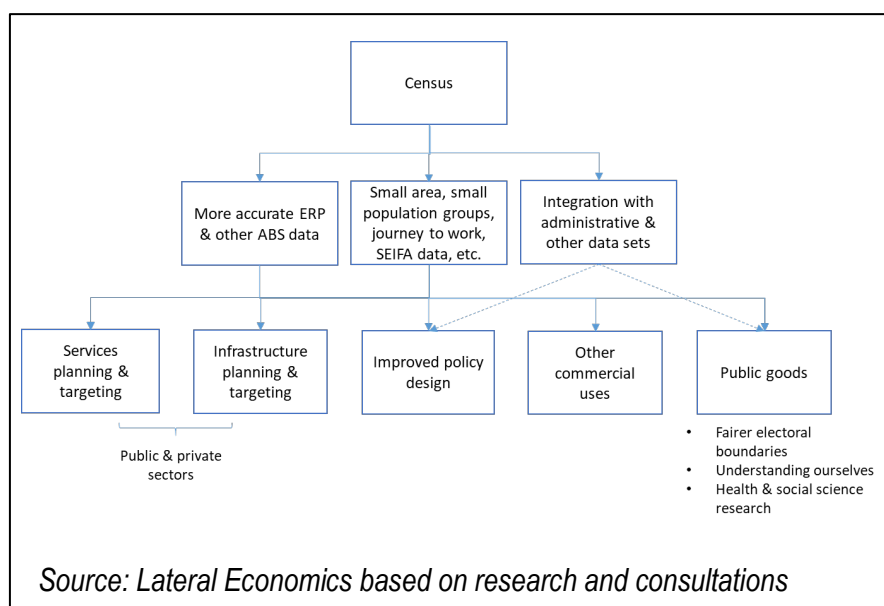 Census
More accurate ERP
& other ABS data
Small area, small
population groups,
journey to work,
SEIFA data, etc.
Integration with
administrative &
other data sets
Services
planning &
targeting
Infrastructure
planning &
targeting
Improved policy
design
Other
commercial
uses
Public goods
Public & private
sectors
• Fairer electoral
boundaries
• Understanding ourselves
• Health & social science
research
Source: Lateral Economics based on research and consultations